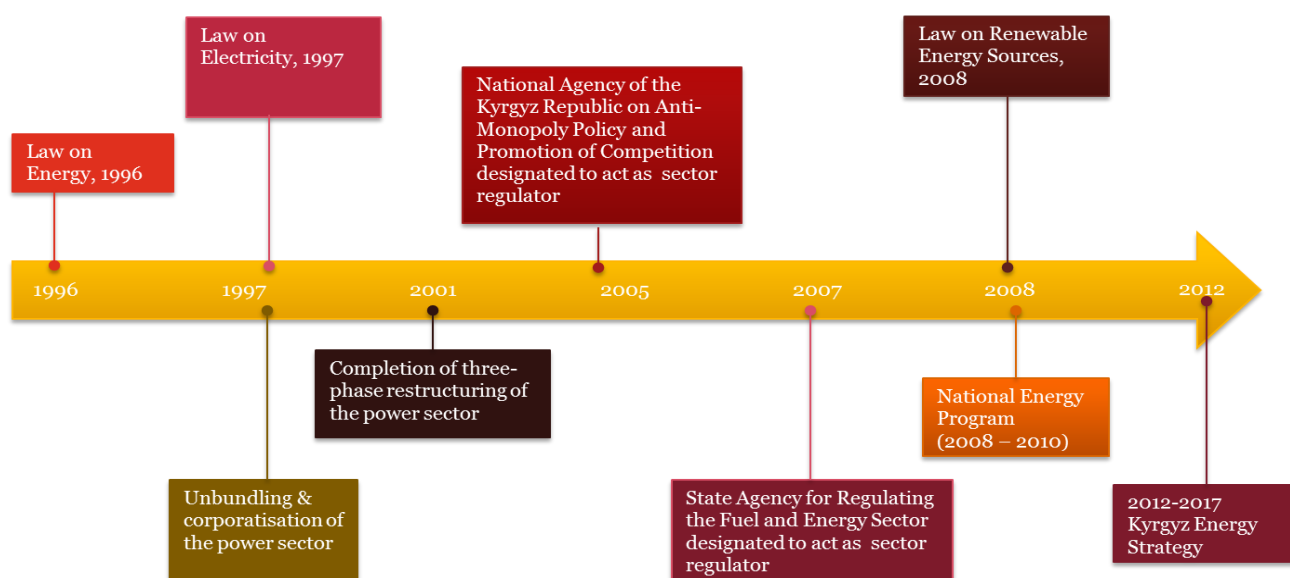 Law on
Electricity, 1997
Law on Renewable
Energy Sources,
2008
National Agency of the
Kyrgyz Republic on Anti-
Monopoly Policy and
Promotion of Competition
designated to act as sector
regulator
Law on
Energy, 1996
1996
1997
2001
2005
2007
2008
2012
Completion of three-
phase restructuring of
the power sector
National Energy
Program
(2008 – 2010)
Unbundling &
corporatisation of
the power sector
State Agency for Regulating
the Fuel and Energy Sector
designated to act as sector
regulator
2012-2017
Kyrgyz Energy
Strategy